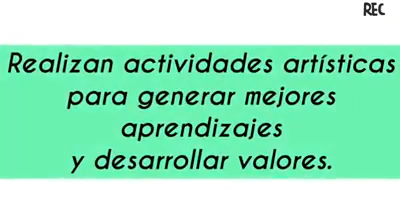 REC
Realizan actividades artísticas
para generar mejores
aprendizajes
y desarrollar valores.